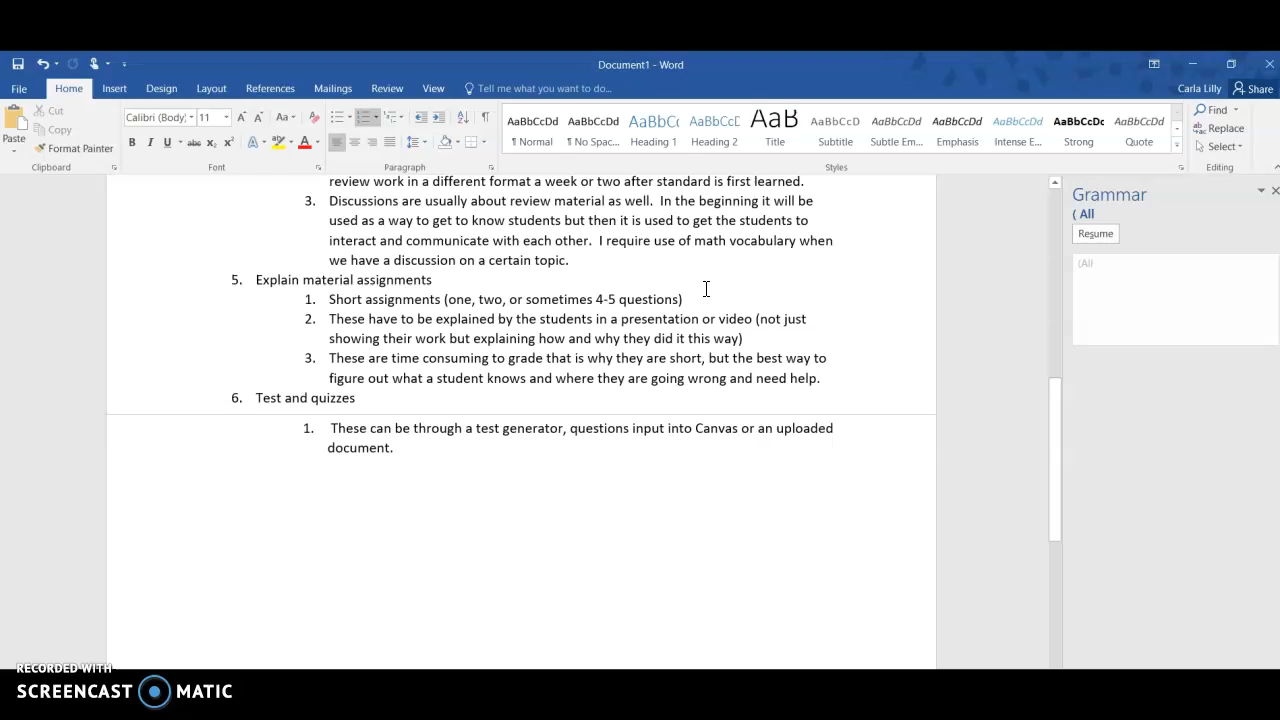 Document1 - Word
File Home Insert Design Layout References Mailings Review View Tell me what you want to do... Carla Lilly Share
Cut
Copy
Paste
Format Painter
Clipboard
Calibri (Body) 11
Font
Paragraph
AaBbCcDd AaBbCcDd AaBbC( AaBbCcD AaB AaBbCcD AaBbCcDd AaBbCcDd AaBbCcDd AaBbCcDc AaBbCcDd
¶ Normal ¶ No Spac... Heading 1 Heading 2 Title Subtitle Subtle Em... Emphasis Intense E... Strong Quote
Styles
Find
Replace
Select
Editing
review work in a different format a week or two after standard is first learned.
3. Discussions are usually about review material as well. In the beginning it will be
used as a way to get to know students but then it is used to get the students to
interact and communicate with each other. I require use of math vocabulary when
we have a discussion on a certain topic.
5. Explain material assignments
1. Short assignments (one, two, or sometimes 4-5 questions)
2. These have to be explained by the students in a presentation or video (not just
showing their work but explaining how and why they did it this way)
3. These are time consuming to grade that is why they are short, but the best way to
figure out what a student knows and where they are going wrong and need help.
6. Test and quizzes
1. These can be through a test generator, questions input into Canvas or an uploaded
document.
Grammar
( All
Resume
(All
RECORDED WITH
SCREENCAST MATIC